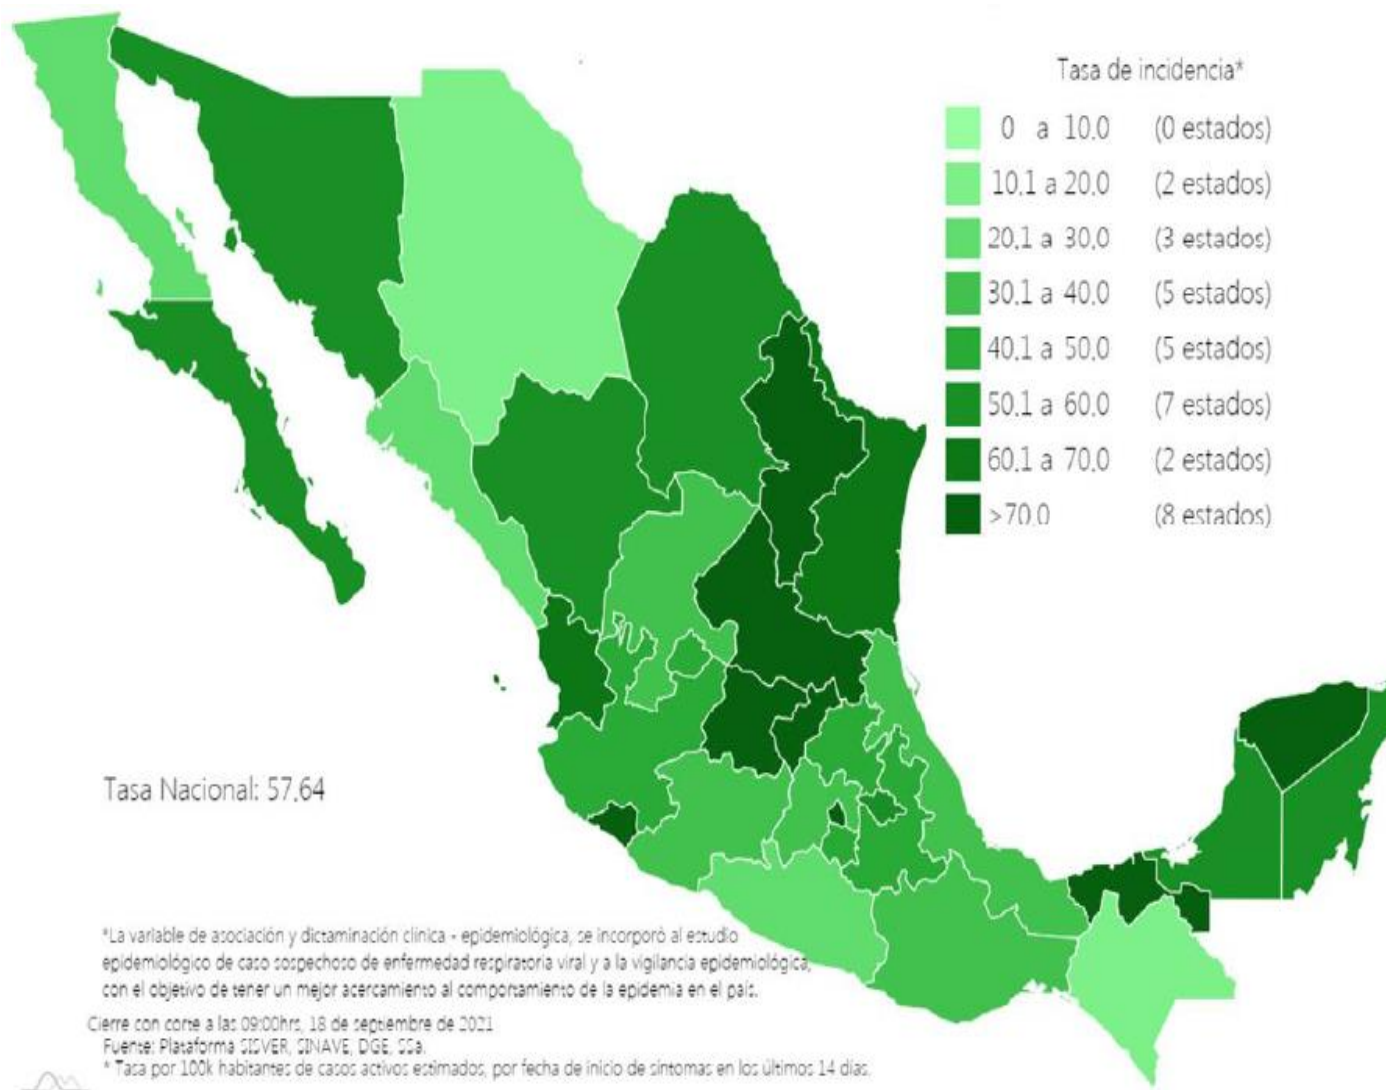 Tasa de incidencia*
0 a 10,0 (0 estados)
10,1 a 20,0 (2 estados)
20,1 a 30,0 (3 estados)
30,1 a 40,0 (5 estados)
40,1 a 50,0 (5 estados)
50,1 a 60,0 (7 estados)
60,1 a 70,0 (2 estados)
>70,0 (8 estados)
Tasa Nacional: 57,64
*La variable de asociación y dictaminación clínica - epidemiológica, se incorporó al estudio
epidemiológico de caso sospechoso de enfermedad respiratoria viral y a la vigilancia epidemiológica,
con el objetivo de tener un mejor acercamiento al comportamiento de la epidemia en el país.
Cierre con corte a las 09:00hrs, 18 de septiembre de 2021
Fuente: Plataforma SISVER, SINAVE, DGE, SSa.
* Tasa por 100k habitantes de casos activos estimados, por fecha de inicio de síntomas en los últimos 14 días.